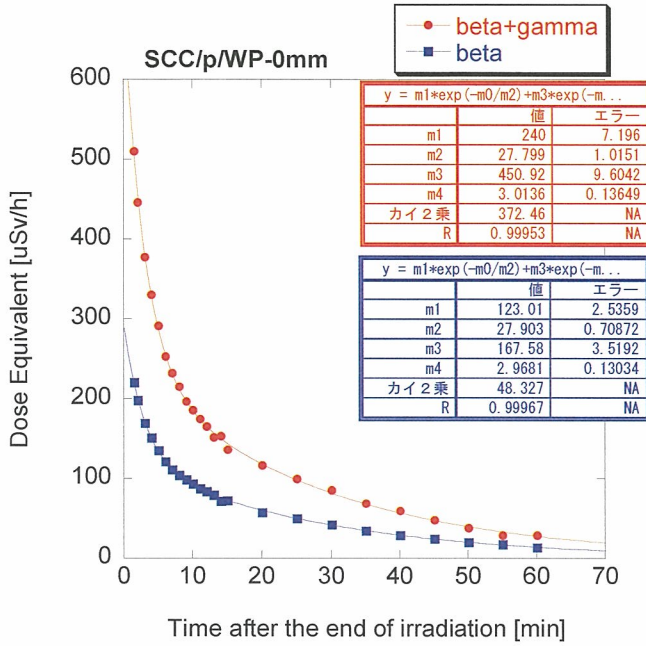 beta+gamma
beta
SCC/p/WP-0mm
600
500
400
300
200
100
0
Dose Equivalent [uSv/h]
y = m1*exp(-m0/m2)+m3*exp(-m...
値 エラー
m1 240 7.196
m2 27.799 1.0151
m3 450.92 9.6042
m4 3.0136 0.13649
カイ2乗 372.46 NA
R 0.99953 NA
y = m1*exp(-m0/m2)+m3*exp(-m...
値 エラー
m1 123.01 2.5359
m2 27.903 0.70872
m3 167.58 3.5192
m4 2.9681 0.13034
カイ2乗 48.327 NA
R 0.99967 NA
0 10 20 30 40 50 60 70
Time after the end of irradiation [min]